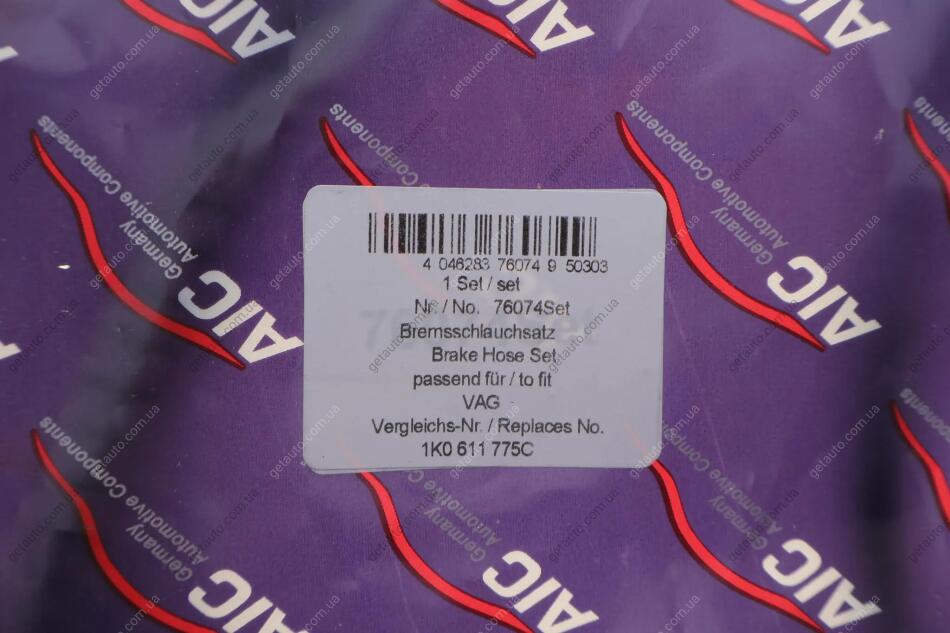 4 046283 76074 9 50303
1 Set / set
Nr. / No. 76074Set
Bremsschlauchsatz
Brake Hose Set
passend für / to fit
VAG
Vergleichs-Nr. / Replaces No.
1K0 611 775C
AIC
Germany
Automotive Components
getauto.com.ua